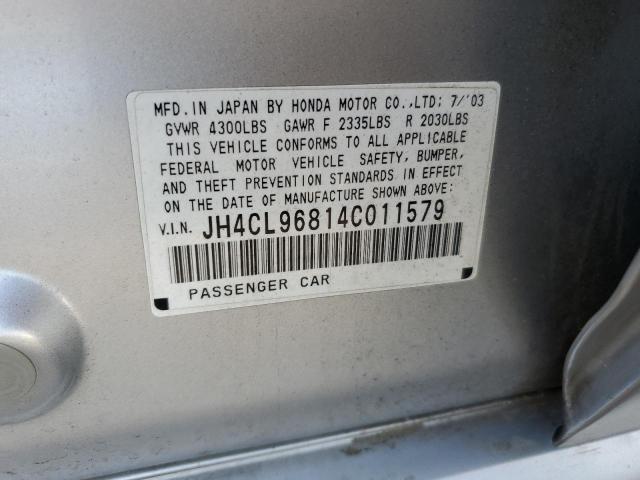 MFD. IN JAPAN BY HONDA MOTOR CO., LTD: 7/'03
GVWR 4300LBS GAWR F 2335LBS R 2030LBS
THIS VEHICLE CONFORMS TO ALL APPLICABLE
FEDERAL MOTOR VEHICLE SAFETY, BUMPER,
AND THEFT PREVENTION STANDARDS IN EFFECT
ON THE DATE OF MANUFACTURE SHOWN ABOVE:
V.I.N. JH4CL96814C011579
PASSENGER CAR